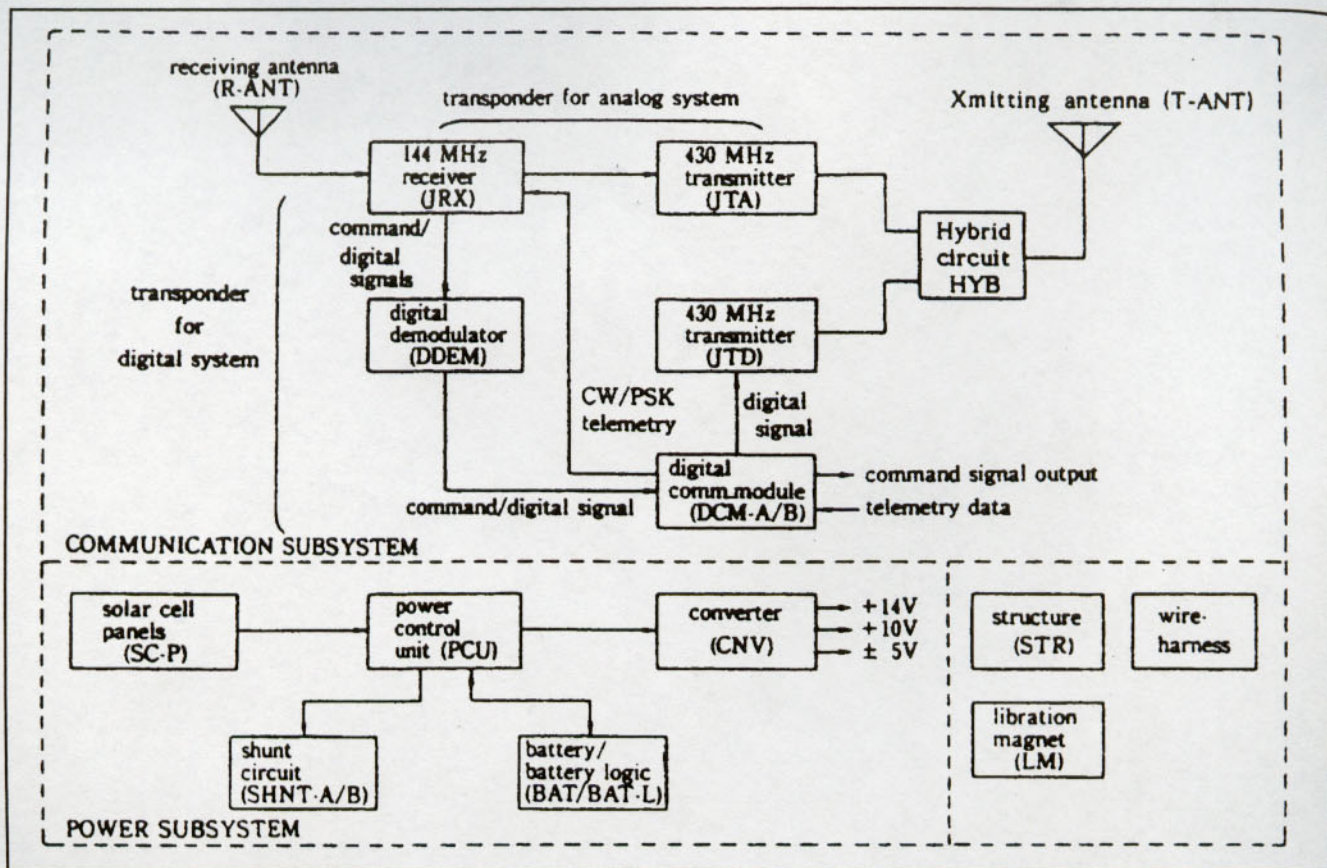 receiving antenna
(R-ANT)
transponder for analog system
Xmitting antenna (T-ANT)
144 MHz
receiver
(JRX)
430 MHz
transmitter
(JTA)
command/
digital
signals
Hybrid
circuit
HYB
transponder
for
digital system
digital
demodulator
(DDEM)
430 MHz
transmitter
(JTD)
CW/PSK
telemetry
digital
signal
digital
comm.module
(DCM-A/B)
command signal output
telemetry data
command/digital signal
COMMUNICATION SUBSYSTEM
solar cell
panels
(SC-P)
power
control
unit (PCU)
converter
(CNV)
+14V
+10V
± 5V
structure
(STR)
wire-
harness
shunt
circuit
(SHNT-A/B)
battery/
battery logic
(BAT/BAT-L)
libration
magnet
(LM)
POWER SUBSYSTEM